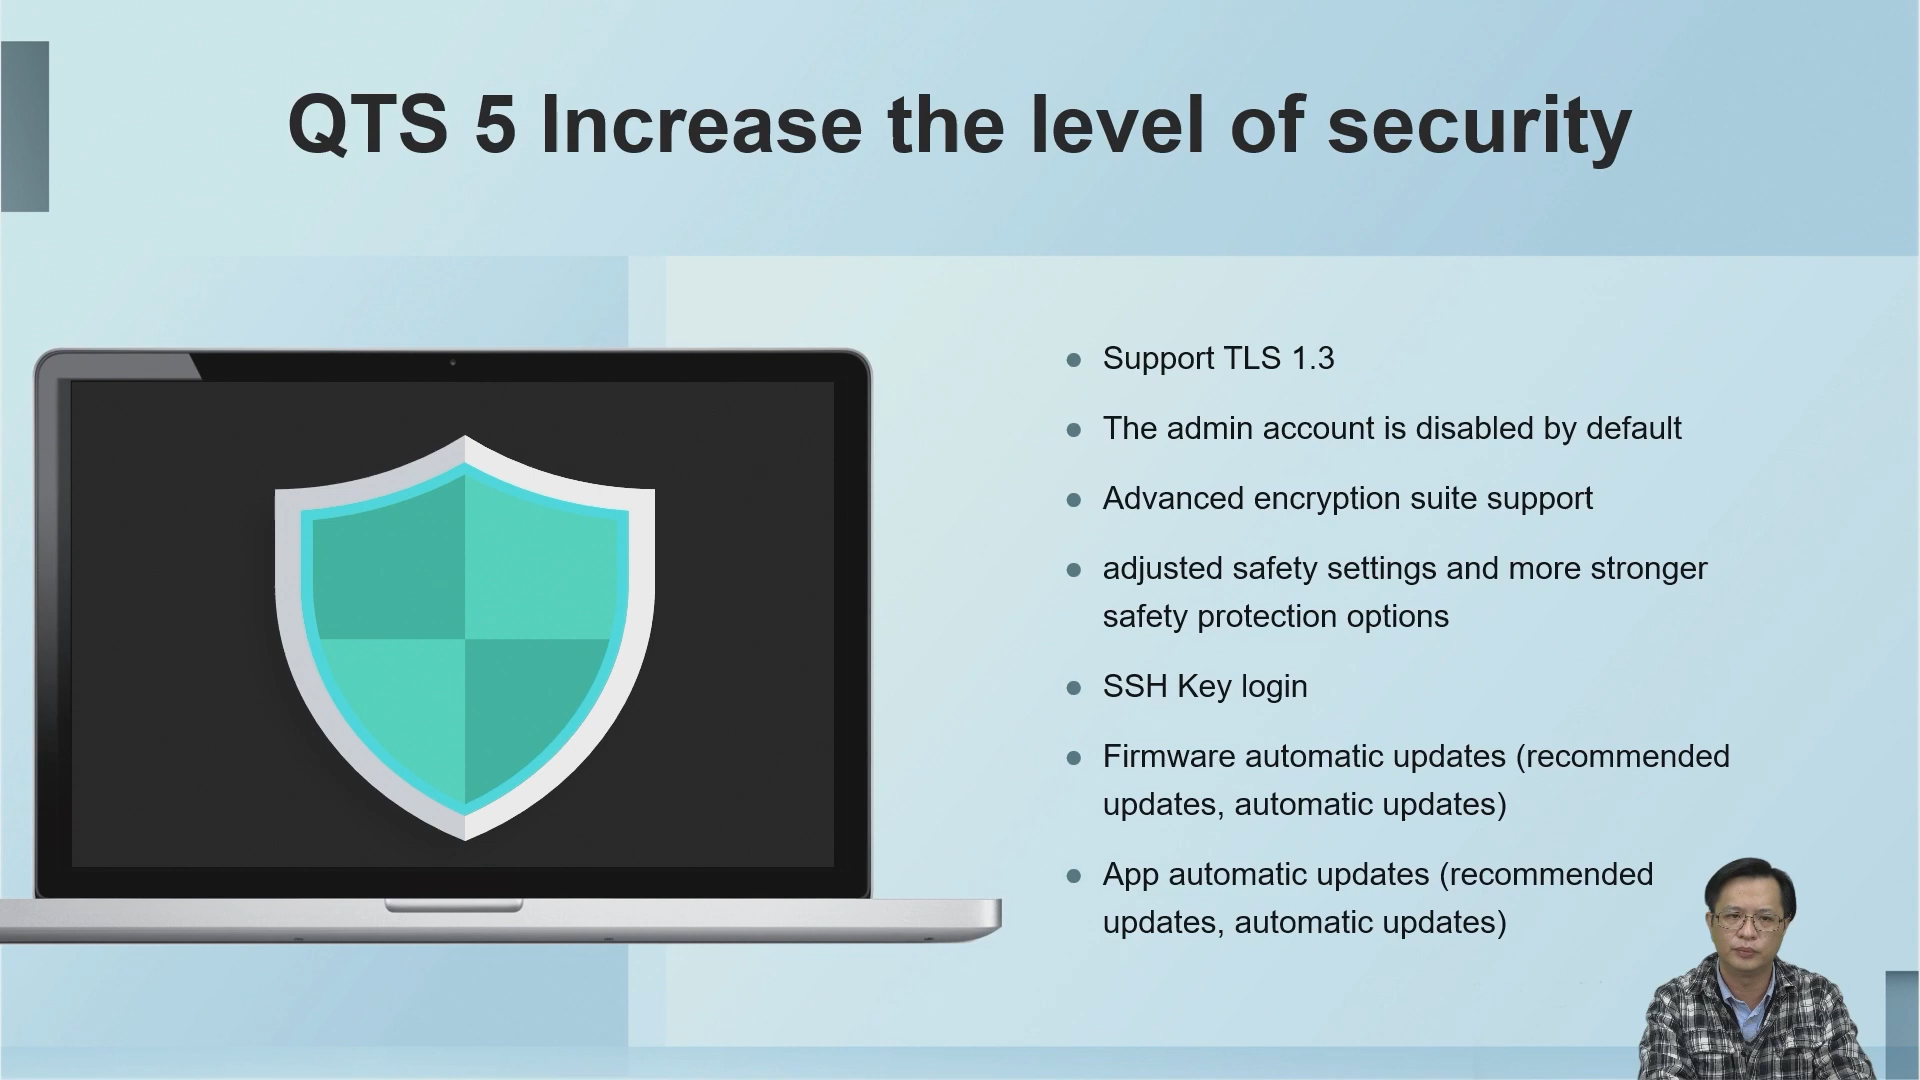 QTS 5 Increase the level of security
Support TLS 1.3
The admin account is disabled by default
Advanced encryption suite support
adjusted safety settings and more stronger
safety protection options
SSH Key login
Firmware automatic updates (recommended
updates, automatic updates)
App automatic updates (recommended
updates, automatic updates)